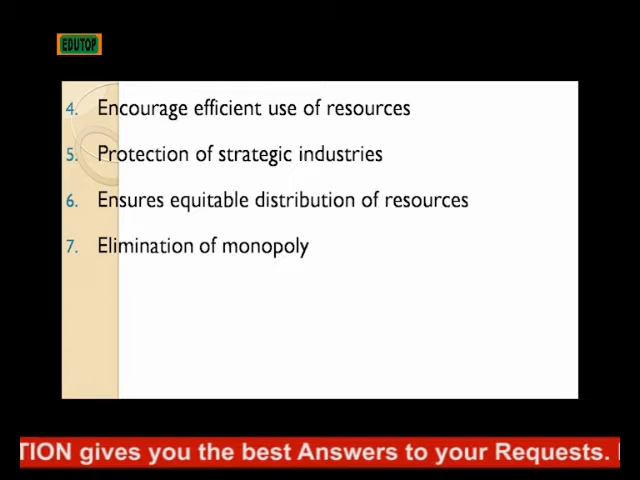 EDUTOP
4. Encourage efficient use of resources
5. Protection of strategic industries
6. Ensures equitable distribution of resources
7. Elimination of monopoly
TION gives you the best Answers to your Requests.